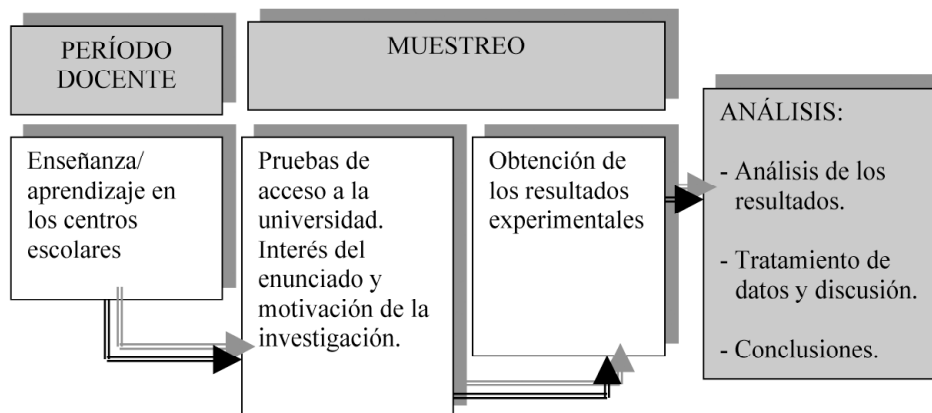 PERÍODO
DOCENTE
MUESTREO
Enseñanza/
aprendizaje en
los centros
escolares
Pruebas de
acceso a la
universidad.
Interés del
enunciado y
motivación de la
investigación.
Obtención de
los resultados
experimentales
ANÁLISIS:
- Análisis de los
resultados.
- Tratamiento de
datos y discusión.
- Conclusiones.